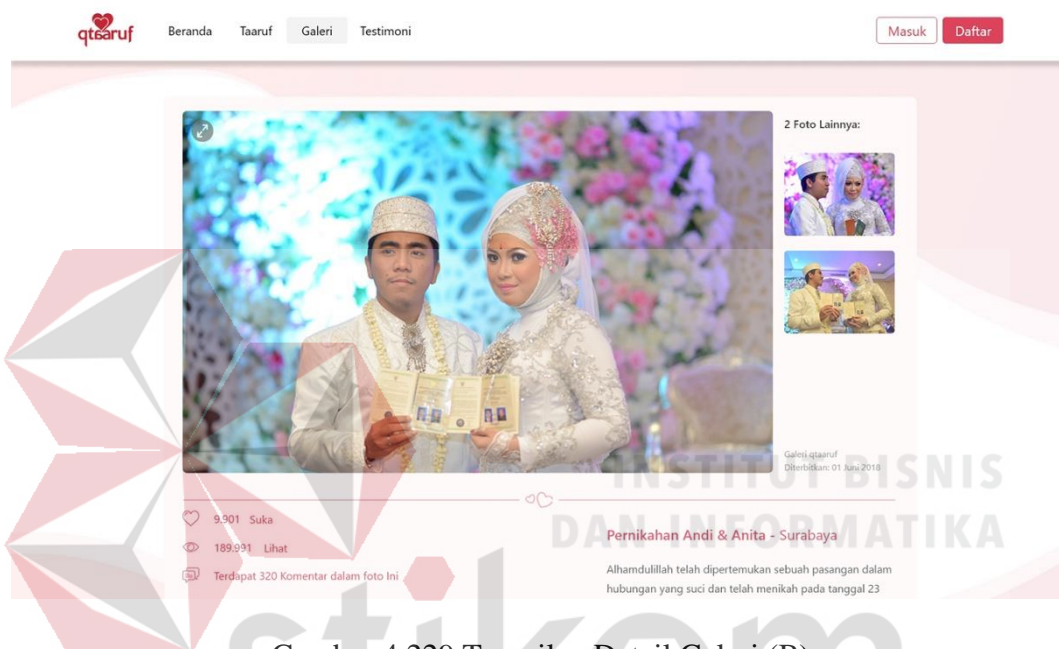 qtaaruf
Beranda Taaruf Galeri Testimoni
Masuk Daftar
2 Foto Lainnya:
Galeri qtaaruf
Diterbitkan: 01 Juni 2018
INSTITUT BISNIS
DAN INFORMATIKA
9.901 Suka
189.991 Lihat
Terdapat 320 Komentar dalam foto Ini
Pernikahan Andi & Anita - Surabaya
Alhamdulillah telah dipertemukan sebuah pasangan dalam
hubungan yang suci dan telah menikah pada tanggal 23
stikom
Gambar 4.229 Tampilan Detail Galeri (B)